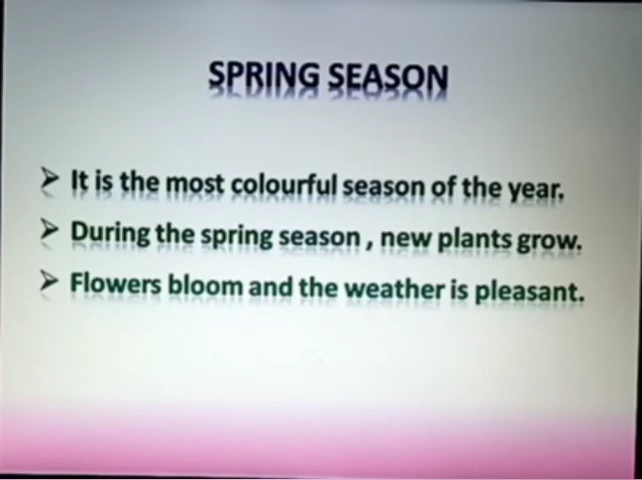 SPRING SEASON
It is the most colourful season of the year.
During the spring season , new plants grow.
Flowers bloom and the weather is pleasant.